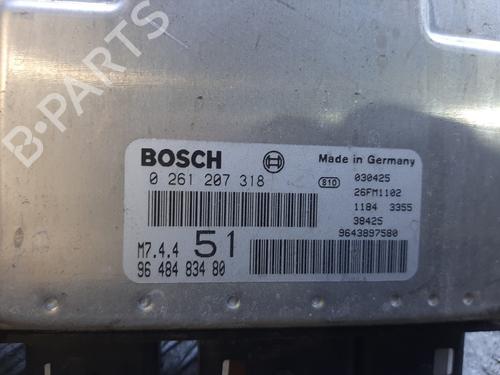 B-PARTS
BOSCH
Made in Germany
0 261 207 318
810
030425
26FM1102
1184 3355
38425
9643897580
M7.4.4 51
96 484 834 80